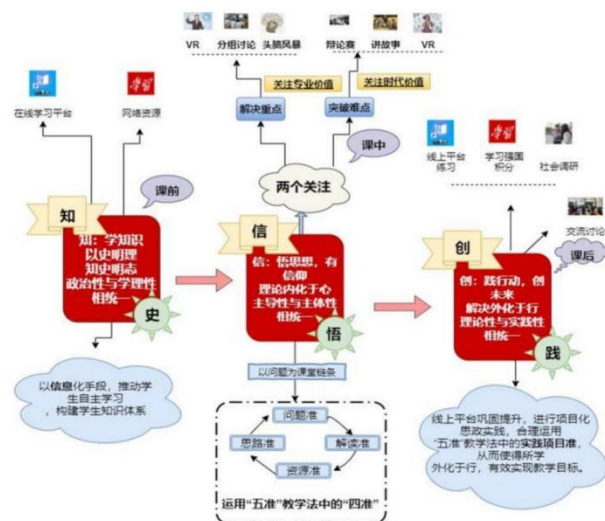 VR
分组讨论
头脑风暴
辩论赛
讲故事
VR
关注专业价值
关注时代价值
解决重点
突破难点
课中
两个关注
在线学习平台
网络资源
课前
知
知：学知识
以史明理
知史明志
政治性与学理性
相统一
史
以信息化手段，推动学
生自主学习
，构建学生知识体系
信
信：悟思想，有
信仰
理论内化于心
主导性与主体性
相统一
悟
以问题为课堂链条
问题准
思路准
解读准
资源准
运用“五准”教学法中的“四准”
线上平台
练习
学习强国
积分
社会调研
交流讨论
课后
创
创：践行动，创
未来
解决外化于行
理论性与实践性
相统一
践
线上平台巩固提升，进行项目化
思政实践，合理运用
“五准”教学法中的实践项目准，
从而使得所学
外化于行，有效实现教学目标。